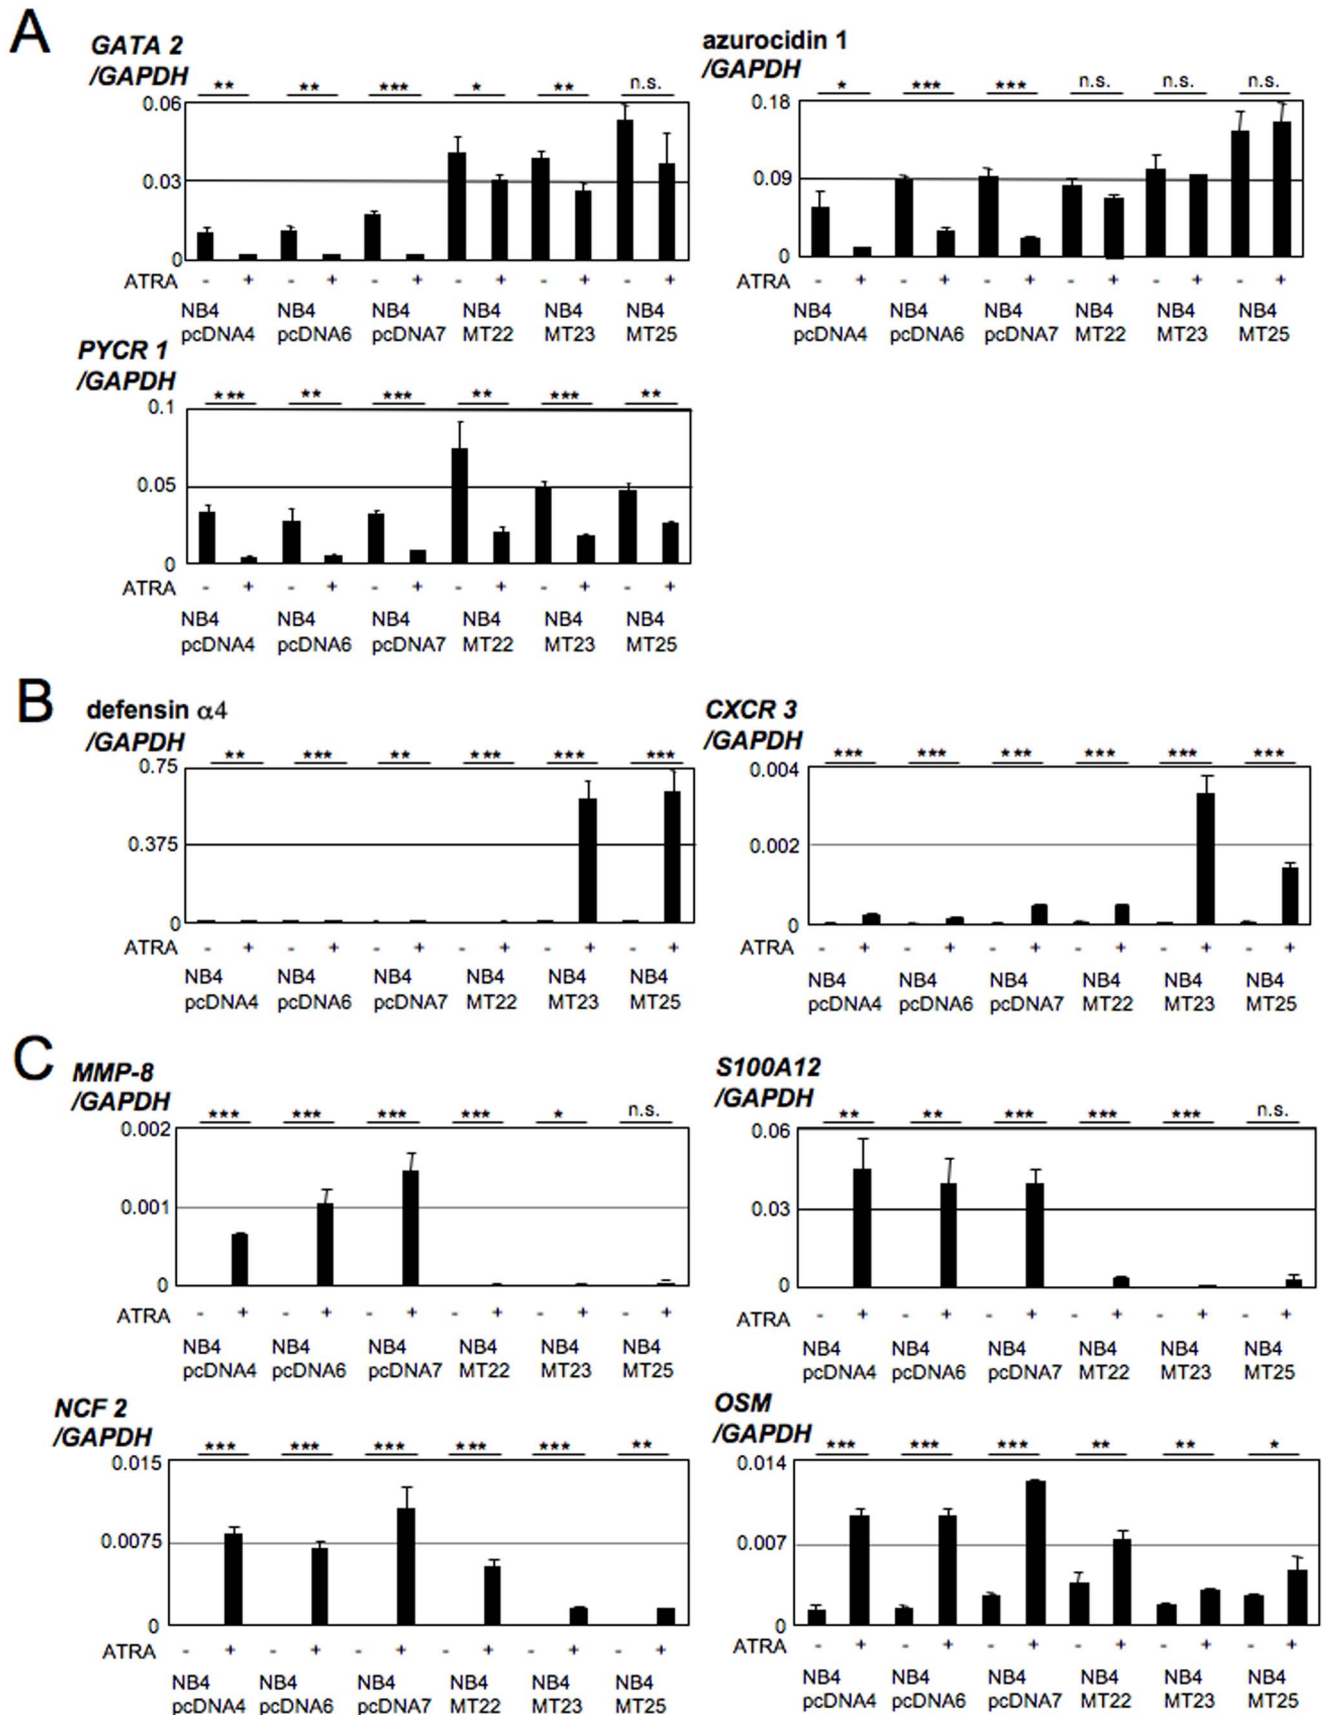 A
GATA 2
/GAPDH
** ** *** * ** n.s.
0.06
0.03
0
ATRA - + - + - + - + - + - +
NB4 NB4 NB4 NB4 NB4 NB4
pcDNA4 pcDNA6 pcDNA7 MT22 MT23 MT25
azurocidin 1
/GAPDH
* *** *** n.s. n.s. n.s.
0.18
0.09
0
ATRA - + - + - + - + - + - +
NB4 NB4 NB4 NB4 NB4 NB4
pcDNA4 pcDNA6 pcDNA7 MT22 MT23 MT25
PYCR 1
/GAPDH
*** ** *** ** *** **
0.1
0.05
0
ATRA - + - + - + - + - + - +
NB4 NB4 NB4 NB4 NB4 NB4
pcDNA4 pcDNA6 pcDNA7 MT22 MT23 MT25
B
defensin α4
/GAPDH
** *** ** *** *** ***
0.75
0.375
0
ATRA - + - + - + - + - + - +
NB4 NB4 NB4 NB4 NB4 NB4
pcDNA4 pcDNA6 pcDNA7 MT22 MT23 MT25
CXCR 3
/GAPDH
*** *** *** *** *** ***
0.004
0.002
0
ATRA - + - + - + - + - + - +
NB4 NB4 NB4 NB4 NB4 NB4
pcDNA4 pcDNA6 pcDNA7 MT22 MT23 MT25
C
MMP-8
/GAPDH
*** *** *** *** * n.s.
0.002
0.001
0
ATRA - + - + - + - + - + - +
NB4 NB4 NB4 NB4 NB4 NB4
pcDNA4 pcDNA6 pcDNA7 MT22 MT23 MT25
S100A12
/GAPDH
** ** *** *** *** n.s.
0.06
0.03
0
ATRA - + - + - + - + - + - +
NB4 NB4 NB4 NB4 NB4 NB4
pcDNA4 pcDNA6 pcDNA7 MT22 MT23 MT25
NCF 2
/GAPDH
*** *** *** *** *** **
0.015
0.0075
0
ATRA - + - + - + - + - + - +
NB4 NB4 NB4 NB4 NB4 NB4
pcDNA4 pcDNA6 pcDNA7 MT22 MT23 MT25
OSM
/GAPDH
*** *** *** ** ** *
0.014
0.007
0
ATRA - + - + - + - + - + - +
NB4 NB4 NB4 NB4 NB4 NB4
pcDNA4 pcDNA6 pcDNA7 MT22 MT23 MT25